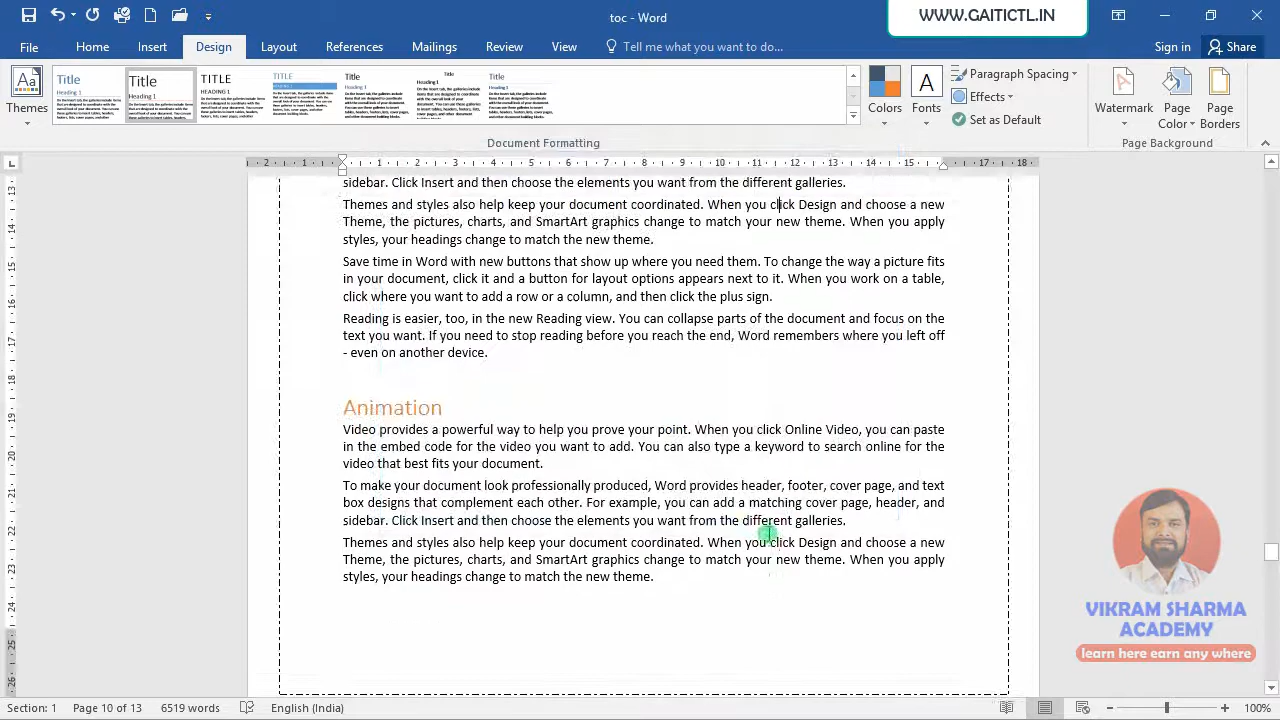 toc - Word
WWW.GAITICTL.IN
File Home Insert Design Layout References Mailings Review View Tell me what you want to do... Sign in Share
Themes
Colors
Fonts
Paragraph Spacing
Effects
Set as Default
Watermark
Page Color
Page Borders
Document Formatting
Page Background
sidebar. Click Insert and then choose the elements you want from the different galleries.
Themes and styles also help keep your document coordinated. When you click Design and choose a new
Theme, the pictures, charts, and SmartArt graphics change to match your new theme. When you apply
styles, your headings change to match the new theme.
Save time in Word with new buttons that show up where you need them. To change the way a picture fits
in your document, click it and a button for layout options appears next to it. When you work on a table,
click where you want to add a row or a column, and then click the plus sign.
Reading is easier, too, in the new Reading view. You can collapse parts of the document and focus on the
text you want. If you need to stop reading before you reach the end, Word remembers where you left off
- even on another device.
Animation
Video provides a powerful way to help you prove your point. When you click Online Video, you can paste
in the embed code for the video you want to add. You can also type a keyword to search online for the
video that best fits your document.
To make your document look professionally produced, Word provides header, footer, cover page, and text
box designs that complement each other. For example, you can add a matching cover page, header, and
sidebar. Click Insert and then choose the elements you want from the different galleries.
Themes and styles also help keep your document coordinated. When you click Design and choose a new
Theme, the pictures, charts, and SmartArt graphics change to match your new theme. When you apply
styles, your headings change to match the new theme.
VIKRAM SHARMA
ACADEMY
learn here earn any where
Section: 1 Page 10 of 13 6519 words English (India) 100%